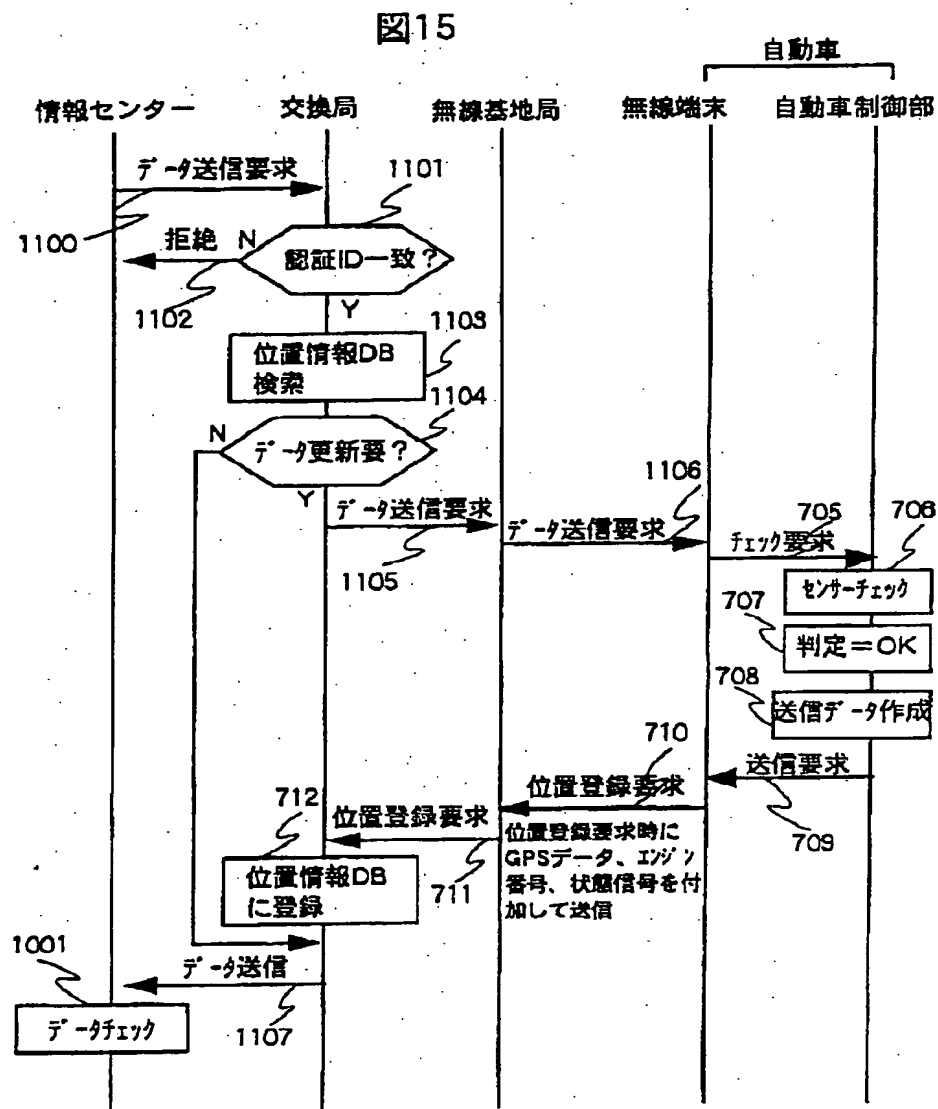 図15
自動車
情報センター 交換局 無線基地局 無線端末 自動車制御部
データ送信要求
1101
1100
拒絶 N
認証ID一致?
1102
Y
1103
位置情報DB
検索
1104
N
データ更新要?
Y
データ送信要求
1105
データ送信要求
1106
チェック要求
705
706
センサーチェック
707
判定=OK
708
送信データ作成
送信要求
709
710
位置登録要求
位置登録要求時に
GPSデータ、エンジン
番号、状態信号を付
加して送信
712
位置登録要求
711
位置情報DB
に登録
1001
データ送信
1107
データチェック